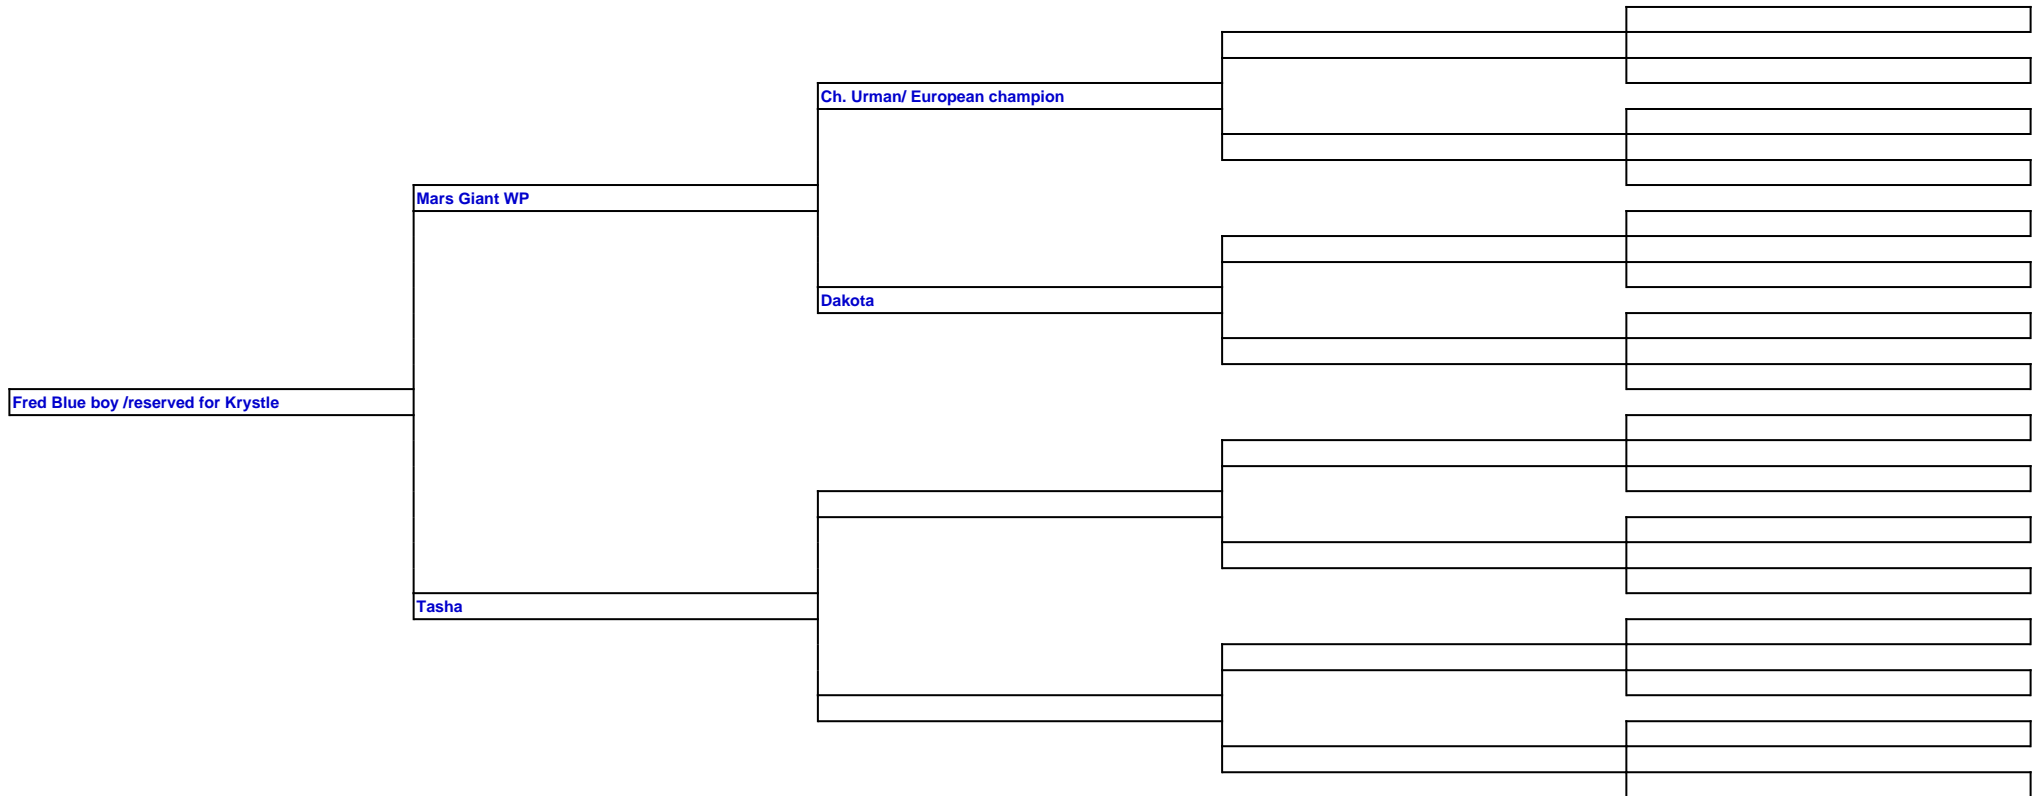 Ch. Urman/ European champion
Mars Giant WP
Dakota
Fred Blue boy /reserved for Krystle
Tasha